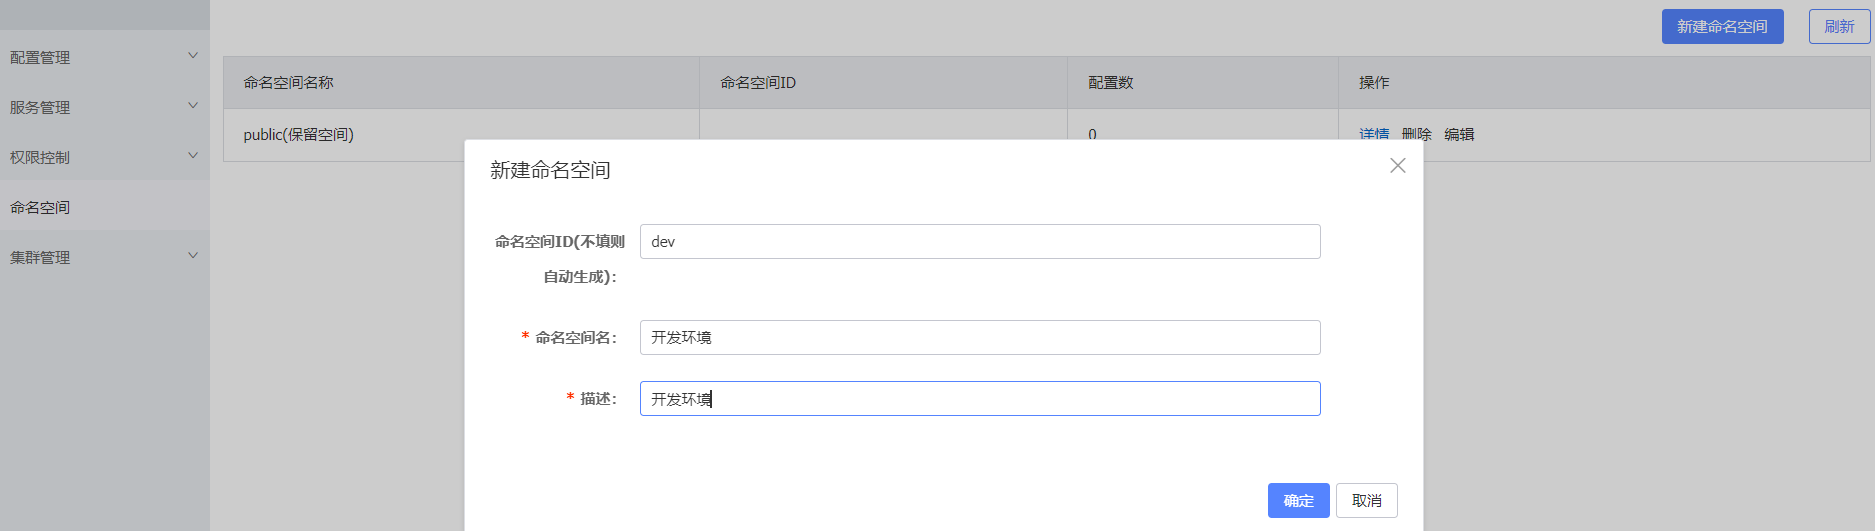 新建命名空间
刷新
配置管理
服务管理
权限控制
命名空间
集群管理
命名空间名称 命名空间ID 配置数 操作
public(保留空间) 0 详情 删除 编辑
新建命名空间
命名空间ID(不填则 dev
自动生成)：
* 命名空间名： 开发环境
* 描述： 开发环境
确定 取消